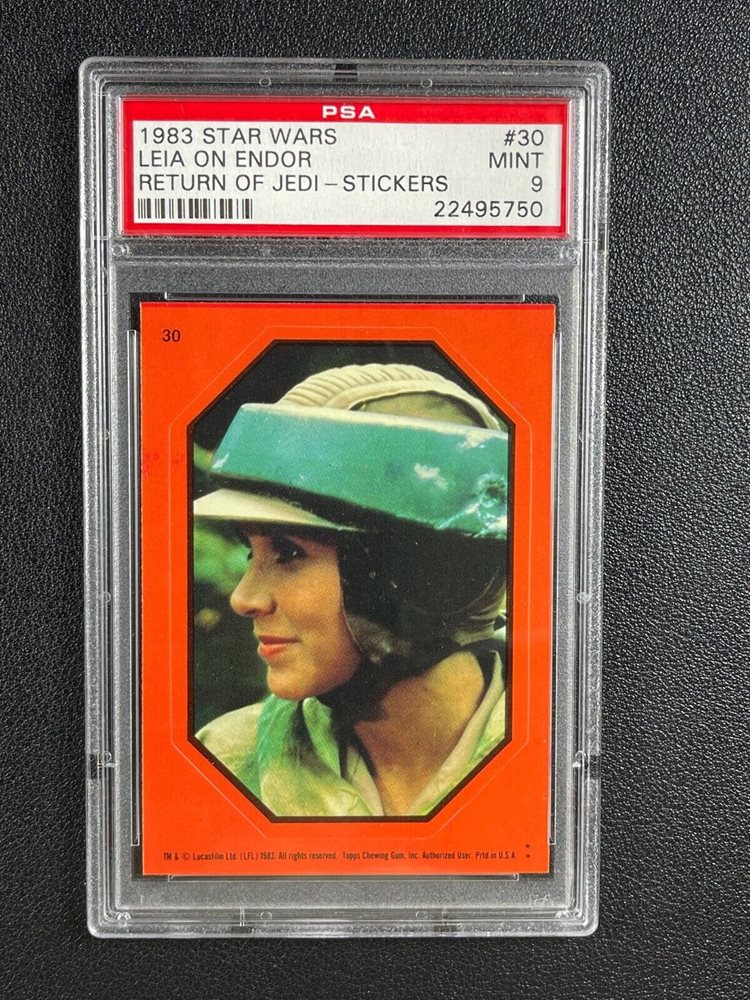 PSA
1983 STAR WARS #30
LEIA ON ENDOR MINT
RETURN OF JEDI - STICKERS 9
22495750
30
TM & © Lucasfilm Ltd. (LFL) 1983. All rights reserved. Topps Chewing Gum, Inc. Authorized User. Prtd in U.S.A. **